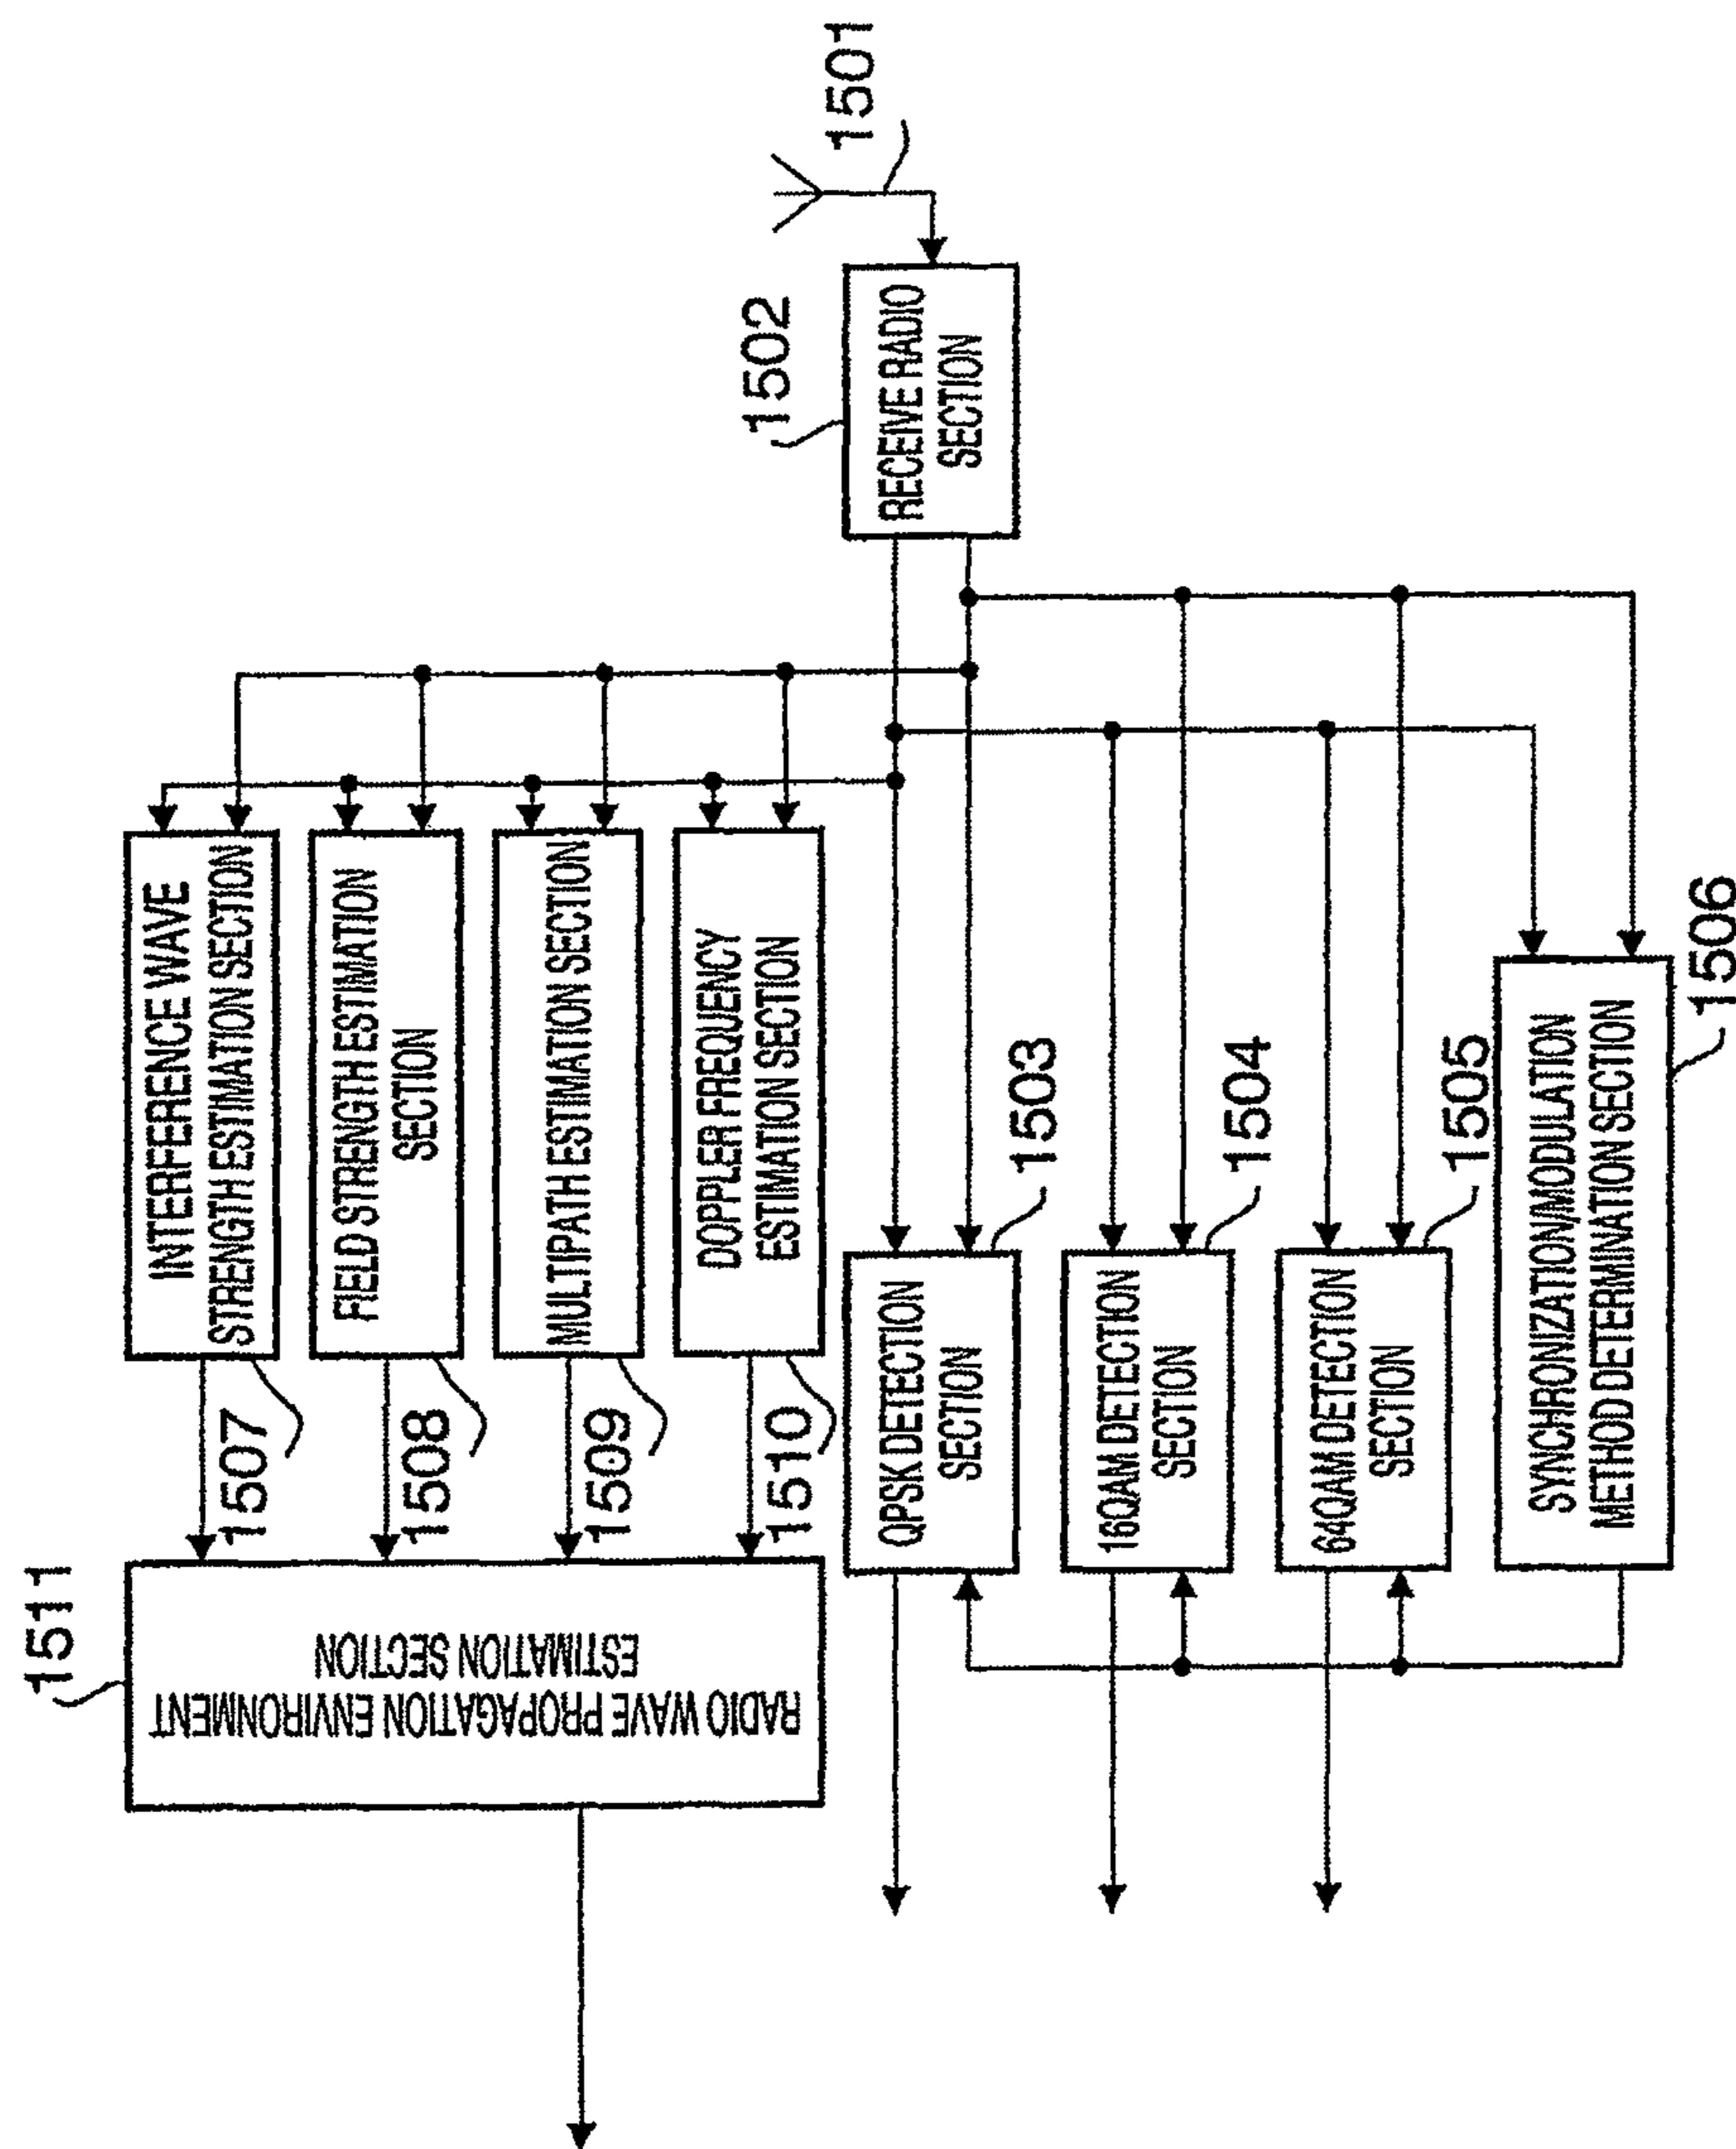 1501
1502
RECEIVE RADIO
SECTION
INTERFERENCE WAVE
STRENGTH ESTIMATION SECTION
1507
FIELD STRENGTH ESTIMATION
SECTION
1508
MULTIPATH ESTIMATION SECTION
1509
DOPPLER FREQUENCY
ESTIMATION SECTION
1510
1511
RADIO WAVE PROPAGATION ENVIRONMENT
ESTIMATION SECTION
QPSK DETECTION
SECTION
1503
16QAM DETECTION
SECTION
1504
64QAM DETECTION
SECTION
1505
SYNCHRONIZATION/MODULATION
METHOD DETERMINATION SECTION
1506